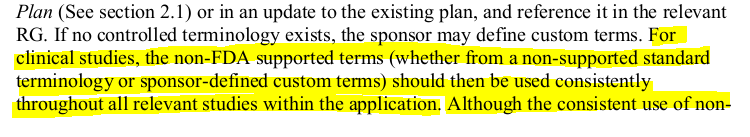 Plan (See section 2.1) or in an update to the existing plan, and reference it in the relevant
RG. If no controlled terminology exists, the sponsor may define custom terms. For
clinical studies, the non-FDA supported terms (whether from a non-supported standard
terminology or sponsor-defined custom terms) should then be used consistently
throughout all relevant studies within the application. Although the consistent use of non-